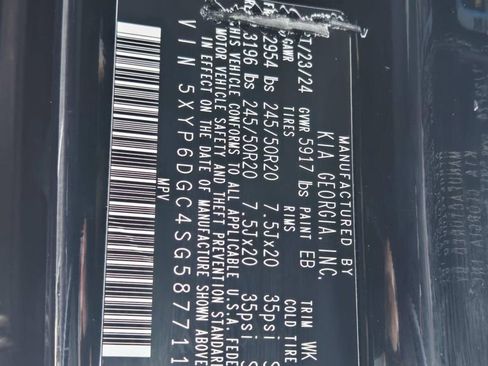 MANUFACTURED BY
KIA GEORGIA, INC.
T/23/24 GVWR 5917 lbs PAINT EB TRIM WK
GAWR TIRES RIMS COLD TIRE
2954 lbs 245/50R20 7.5Jx20 35psi
3196 lbs 245/50R20 7.5Jx20 35psi
THIS VEHICLE CONFORMS TO ALL APPLICABLE U.S.A. FEDE
MOTOR VEHICLE SAFETY AND THEFT PREVENTION STANDAR
IN EFFECT ON THE DATE OF MANUFACTURE SHOWN ABOVE
VIN 5XYP6DGC4SG587711
MPV